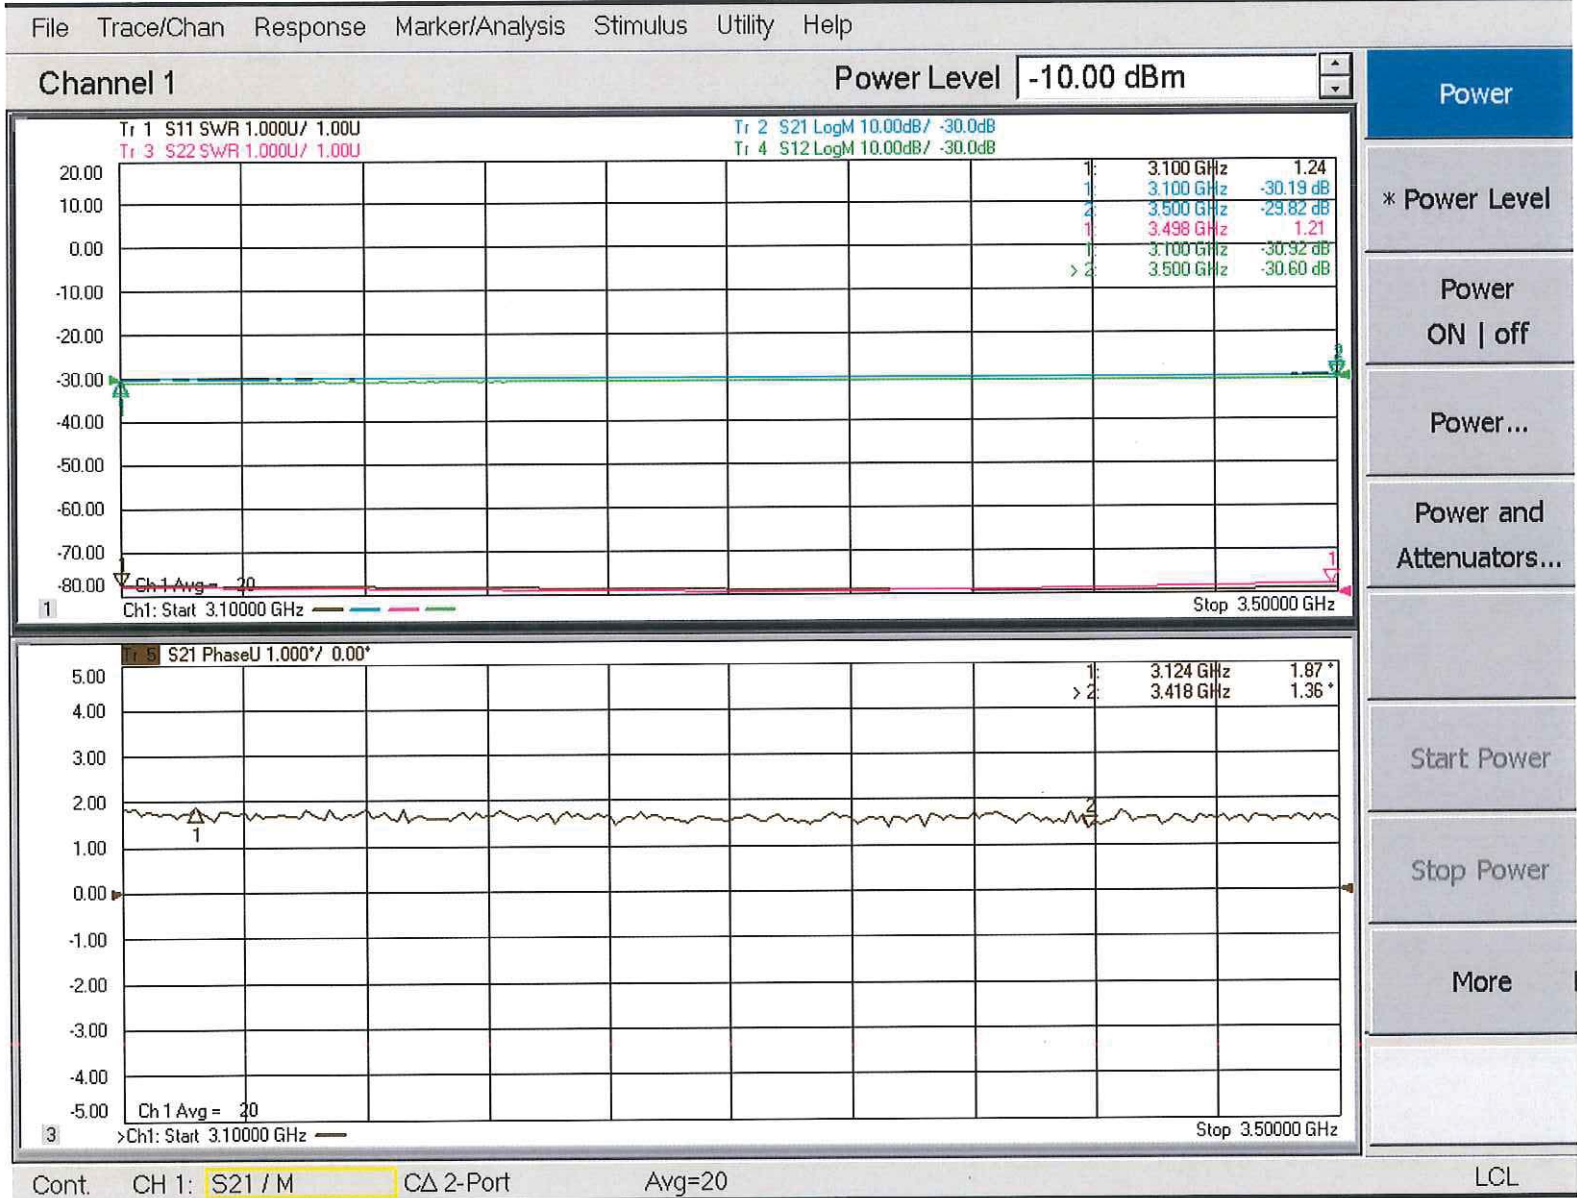 File Trace/Chan Response Marker/Analysis Stimulus Utility Help
Channel 1
Power Level -10.00 dBm
Tr 1 S11 SWR 1.000U/ 1.00U
Tr 3 S22 SWR 1.000U/ 1.00U
Tr 2 S21 LogM 10.00dB/ -30.0dB
Tr 4 S12 LogM 10.00dB/ -30.0dB
1: 3.100 GHz 1.24
1: 3.100 GHz -30.19 dB
2: 3.500 GHz -29.82 dB
1: 3.498 GHz 1.21
1: 3.100 GHz -30.92 dB
> 2: 3.500 GHz -30.60 dB
20.00
10.00
0.00
-10.00
-20.00
-30.00
-40.00
-50.00
-60.00
-70.00
-80.00
1
1
Ch 1 Avg = 20
1 Ch1: Start 3.10000 GHz
Stop 3.50000 GHz
Tr 5 S21 PhaseU 1.000°/ 0.00°
1: 3.124 GHz 1.87 °
> 2: 3.418 GHz 1.36 °
5.00
4.00
3.00
2.00
1.00
0.00
-1.00
-2.00
-3.00
-4.00
-5.00
1
2
Ch 1 Avg = 20
3 >Ch1: Start 3.10000 GHz
Stop 3.50000 GHz
Cont. CH 1: S21 / M CΔ 2-Port Avg=20 LCL
Power
* Power Level
Power
ON | off
Power...
Power and
Attenuators...
Start Power
Stop Power
More